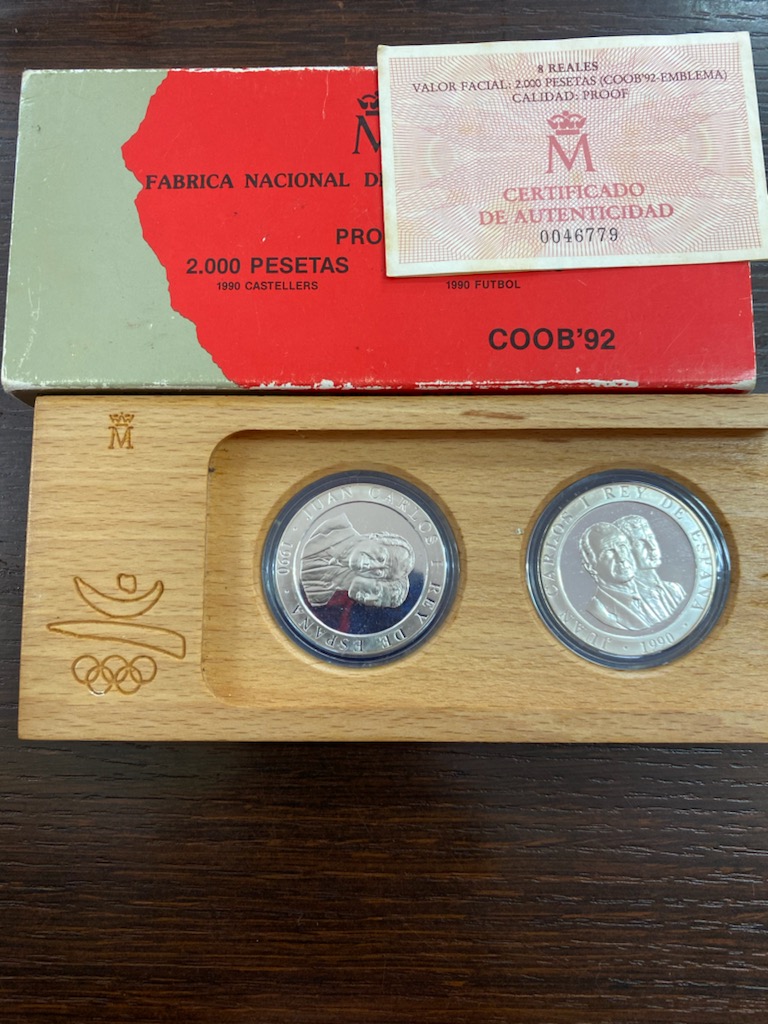 8 REALES
VALOR FACIAL: 2.000 PESETAS (COOB'92-EMBLEMA)
CALIDAD: PROOF
M
CERTIFICADO
DE AUTENTICIDAD
0046779
M
FABRICA NACIONAL D
PRO
2.000 PESETAS
1990 CASTELLERS
1990 FUTBOL
COOB'92
M
JUAN CARLOS I REY DE ESPAÑA · 1990 ·
JUAN CARLOS I REY DE ESPAÑA · 1990 ·